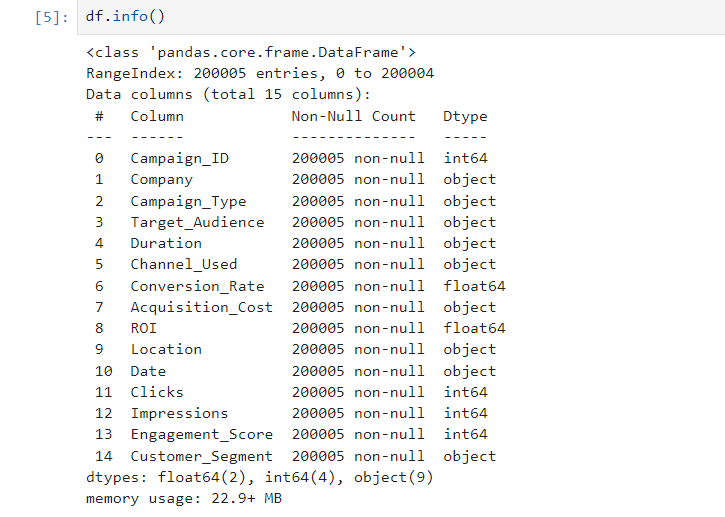 [5]: df.info()
<class 'pandas.core.frame.DataFrame'>
RangeIndex: 200005 entries, 0 to 200004
Data columns (total 15 columns):
 #   Column            Non-Null Count   Dtype
---  ------            --------------   -----
 0   Campaign_ID       200005 non-null  int64
 1   Company           200005 non-null  object
 2   Campaign_Type     200005 non-null  object
 3   Target_Audience   200005 non-null  object
 4   Duration          200005 non-null  object
 5   Channel_Used      200005 non-null  object
 6   Conversion_Rate   200005 non-null  float64
 7   Acquisition_Cost  200005 non-null  object
 8   ROI               200005 non-null  float64
 9   Location          200005 non-null  object
 10  Date              200005 non-null  object
 11  Clicks            200005 non-null  int64
 12  Impressions       200005 non-null  int64
 13  Engagement_Score  200005 non-null  int64
 14  Customer_Segment  200005 non-null  object
dtypes: float64(2), int64(4), object(9)
memory usage: 22.9+ MB